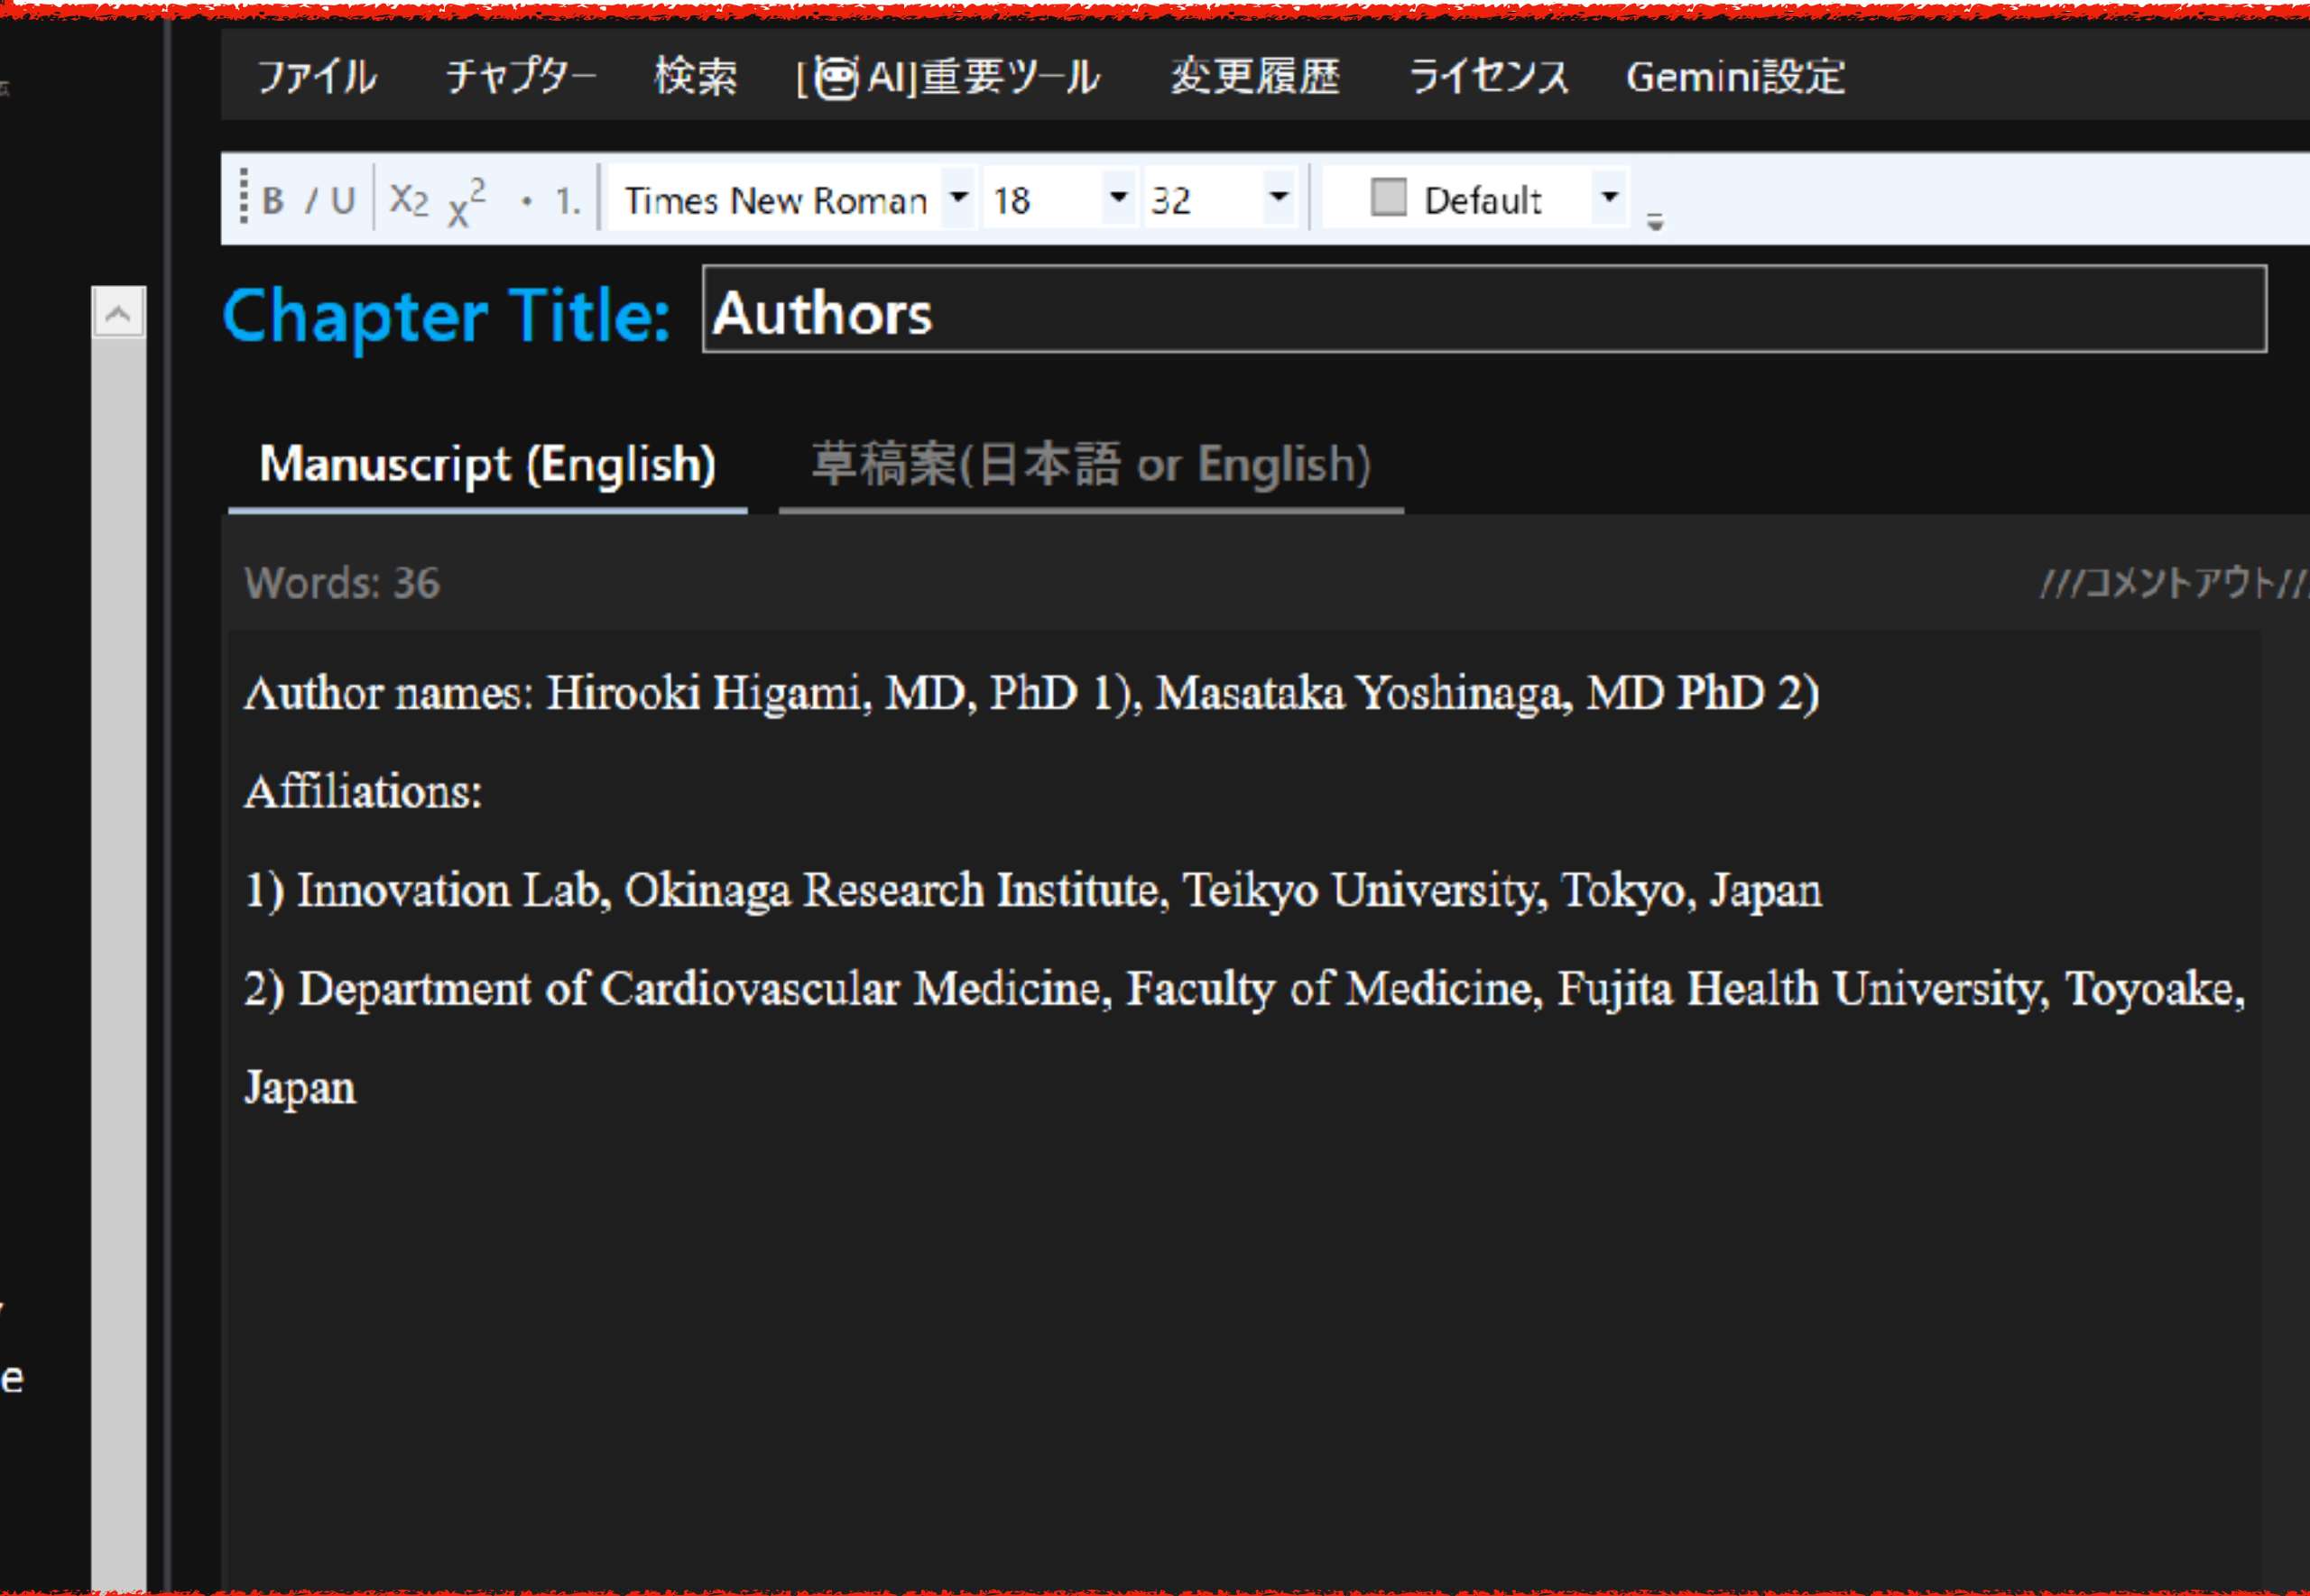 ファイル チャプター 検索 [AI]重要ツール 変更履歴 ライセンス Gemini設定
B / U X2 x2 • 1. Times New Roman 18 32 Default
Chapter Title: Authors
Manuscript (English) 草稿案(日本語 or English)
Words: 36 ///コメントアウト///
Author names: Hirooki Higami, MD, PhD 1), Masataka Yoshinaga, MD PhD 2)
Affiliations:
1) Innovation Lab, Okinaga Research Institute, Teikyo University, Tokyo, Japan
2) Department of Cardiovascular Medicine, Faculty of Medicine, Fujita Health University, Toyoake,
Japan
e